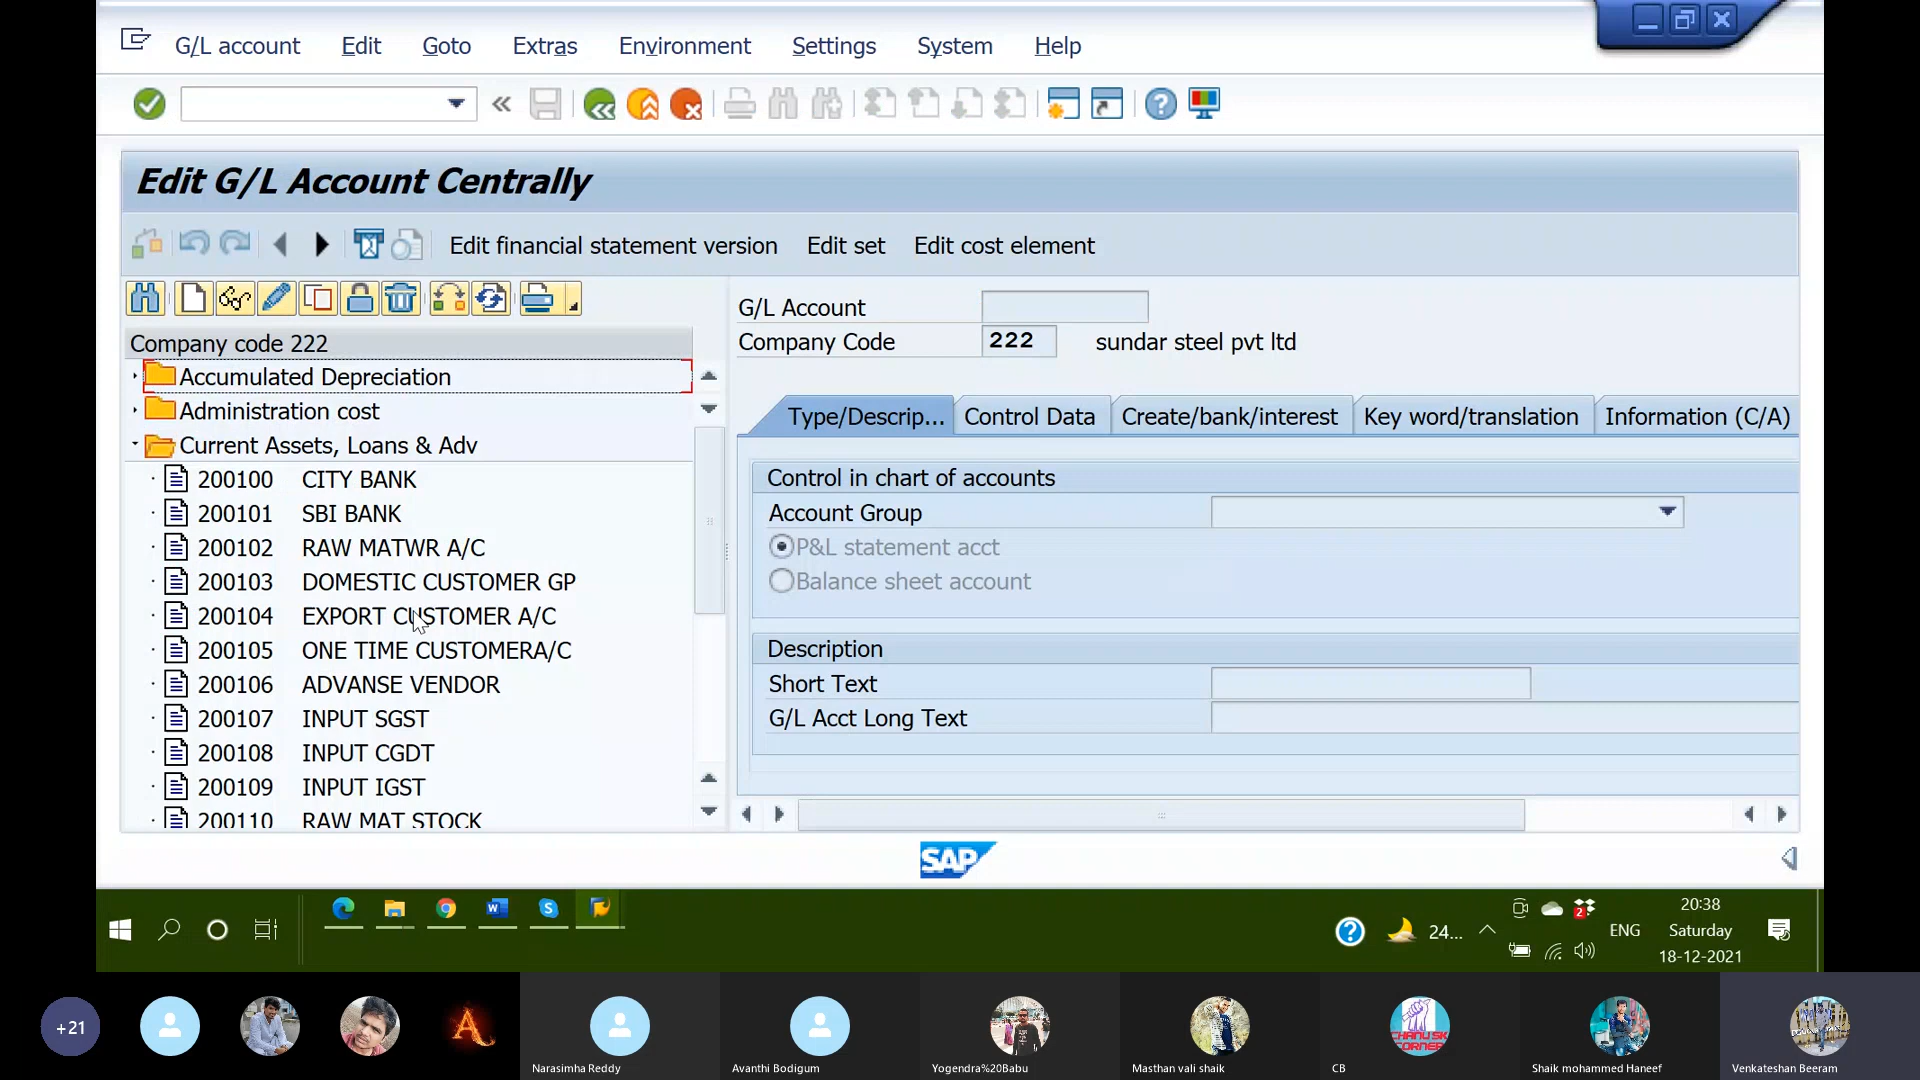 G/L account Edit Goto Extras Environment Settings System Help
Edit G/L Account Centrally
Edit financial statement version Edit set Edit cost element
Company code 222
Accumulated Depreciation
Administration cost
Current Assets, Loans & Adv
200100 CITY BANK
200101 SBI BANK
200102 RAW MATWR A/C
200103 DOMESTIC CUSTOMER GP
200104 EXPORT CUSTOMER A/C
200105 ONE TIME CUSTOMERA/C
200106 ADVANSE VENDOR
200107 INPUT SGST
200108 INPUT CGDT
200109 INPUT IGST
200110 RAW MAT STOCK
G/L Account
Company Code 222 sundar steel pvt ltd
Type/Descrip... Control Data Create/bank/interest Key word/translation Information (C/A)
Control in chart of accounts
Account Group
P&L statement acct
Balance sheet account
Description
Short Text
G/L Acct Long Text
SAP
24... ENG
2
20:38
Saturday
18-12-2021
+21
Narasimha Reddy
Avanthi Bodigum
Yogendra%20Babu
Masthan vali shaik
CHANUSK
CORNER
CB
Shaik mohammed Haneef
Venkateshan Beeram